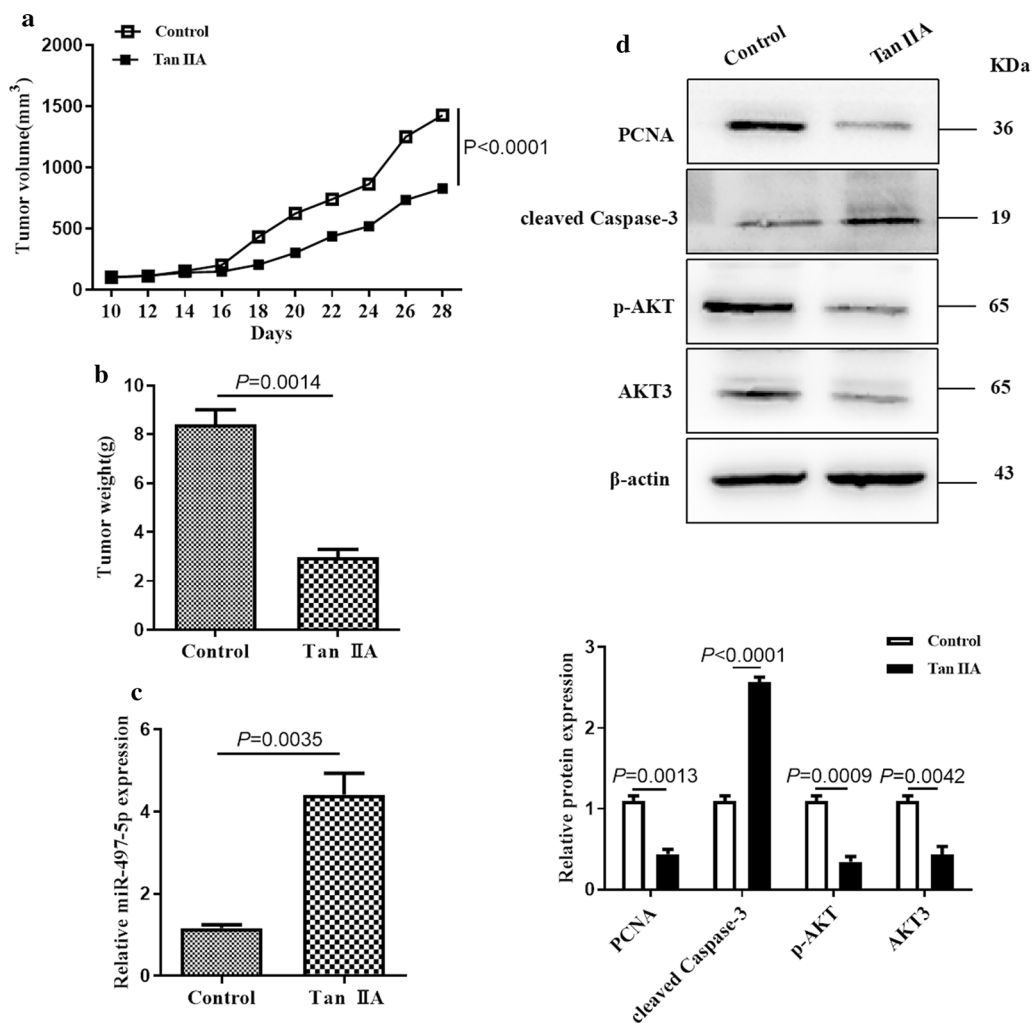 a
Control
Tan IIA
Tumor volume(mm3)
2000
1500
1000
500
0
P<0.0001
10 12 14 16 18 20 22 24 26 28
Days
b
Tumor weight(g)
10
8
6
4
2
0
P=0.0014
Control Tan ⅡA
c
Relative miR-497-5p expression
6
4
2
0
P=0.0035
Control Tan ⅡA
d
Control Tan IIA
KDa
PCNA 36
cleaved Caspase-3 19
p-AKT 65
AKT3 65
β-actin 43
Control
Tan IIA
Relative protein expression
3
2
1
0
P=0.0013 P<0.0001 P=0.0009 P=0.0042
PCNA cleaved Caspase-3 p-AKT AKT3